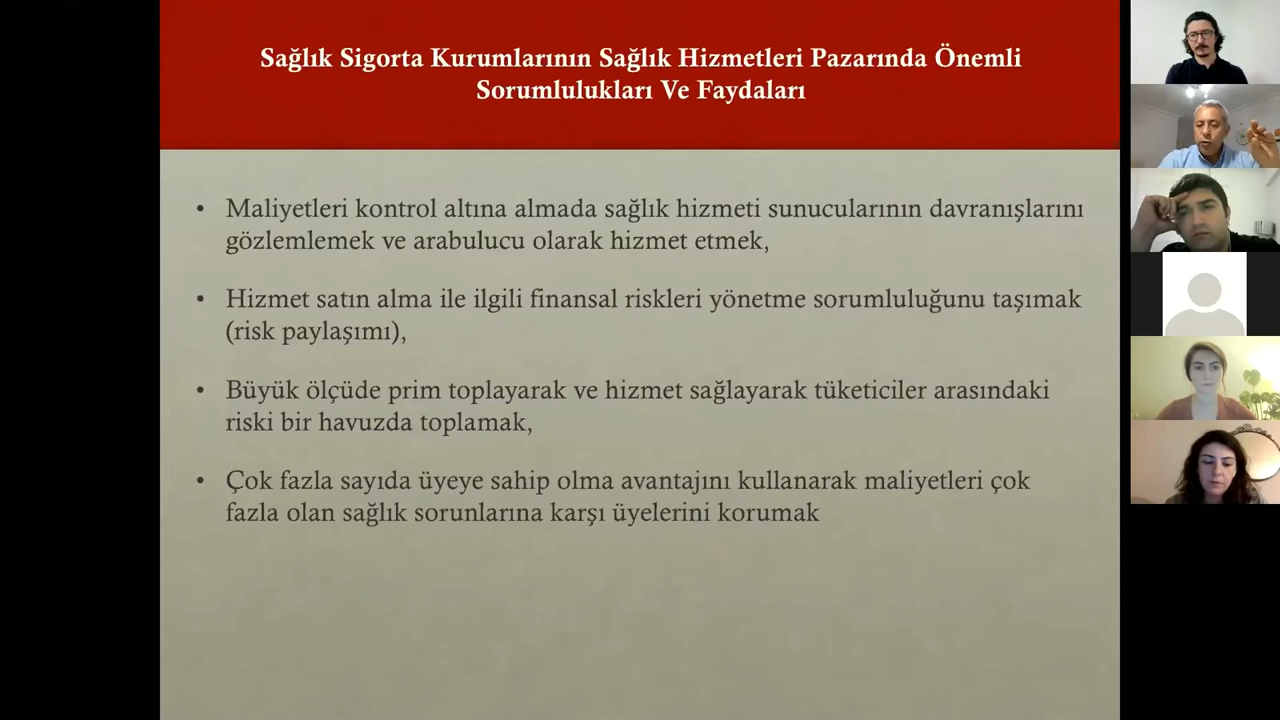 Sağlık Sigorta Kurumlarının Sağlık Hizmetleri Pazarında Önemli
Sorumlulukları Ve Faydaları
• Maliyetleri kontrol altına almada sağlık hizmeti sunucularının davranışlarını
gözlemlemek ve arabulucu olarak hizmet etmek,
• Hizmet satın alma ile ilgili finansal riskleri yönetme sorumluluğunu taşımak
(risk paylaşımı),
• Büyük ölçüde prim toplayarak ve hizmet sağlayarak tüketiciler arasındaki
riski bir havuzda toplamak,
• Çok fazla sayıda üyeye sahip olma avantajını kullanarak maliyetleri çok
fazla olan sağlık sorunlarına karşı üyelerini korumak